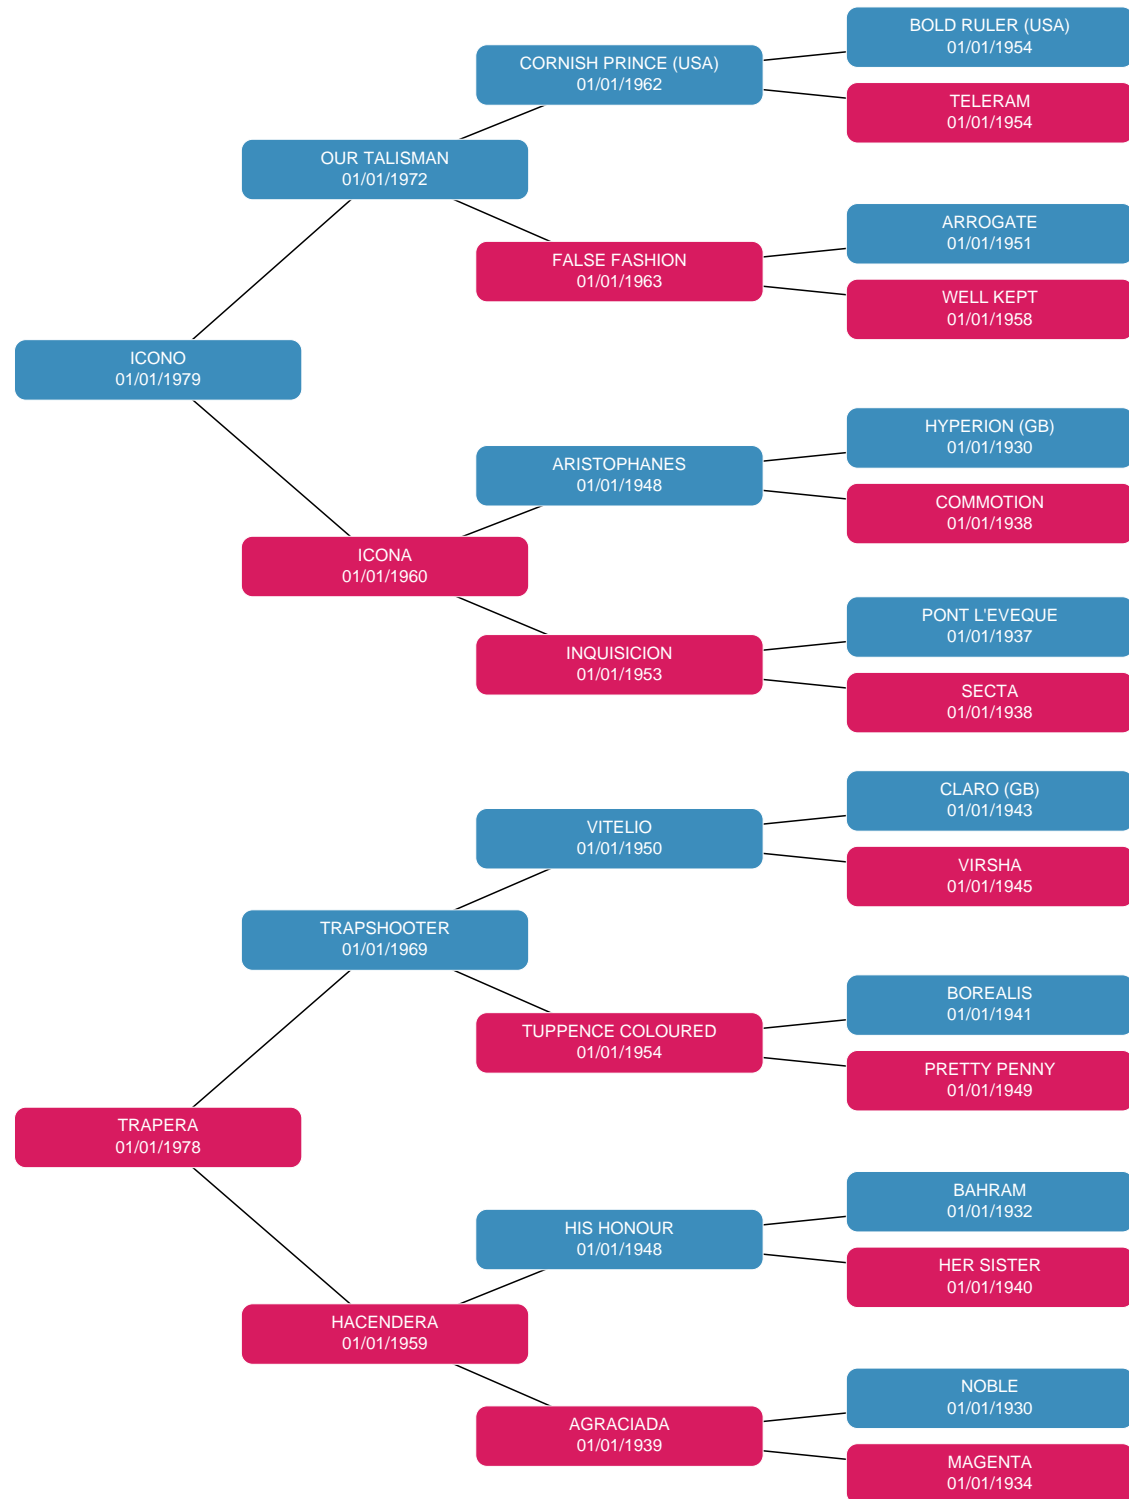 BOLD RULER (USA)
01/01/1954
CORNISH PRINCE (USA)
01/01/1962
TELERAM
01/01/1954
OUR TALISMAN
01/01/1972
ARROGATE
01/01/1951
FALSE FASHION
01/01/1963
WELL KEPT
01/01/1958
ICONO
01/01/1979
HYPERION (GB)
01/01/1930
ARISTOPHANES
01/01/1948
COMMOTION
01/01/1938
ICONA
01/01/1960
PONT L'EVEQUE
01/01/1937
INQUISICION
01/01/1953
SECTA
01/01/1938
CLARO (GB)
01/01/1943
VITELIO
01/01/1950
VIRSHA
01/01/1945
TRAPSHOOTER
01/01/1969
BOREALIS
01/01/1941
TUPPENCE COLOURED
01/01/1954
PRETTY PENNY
01/01/1949
TRAPERA
01/01/1978
BAHRAM
01/01/1932
HIS HONOUR
01/01/1948
HER SISTER
01/01/1940
HACENDERA
01/01/1959
NOBLE
01/01/1930
AGRACIADA
01/01/1939
MAGENTA
01/01/1934